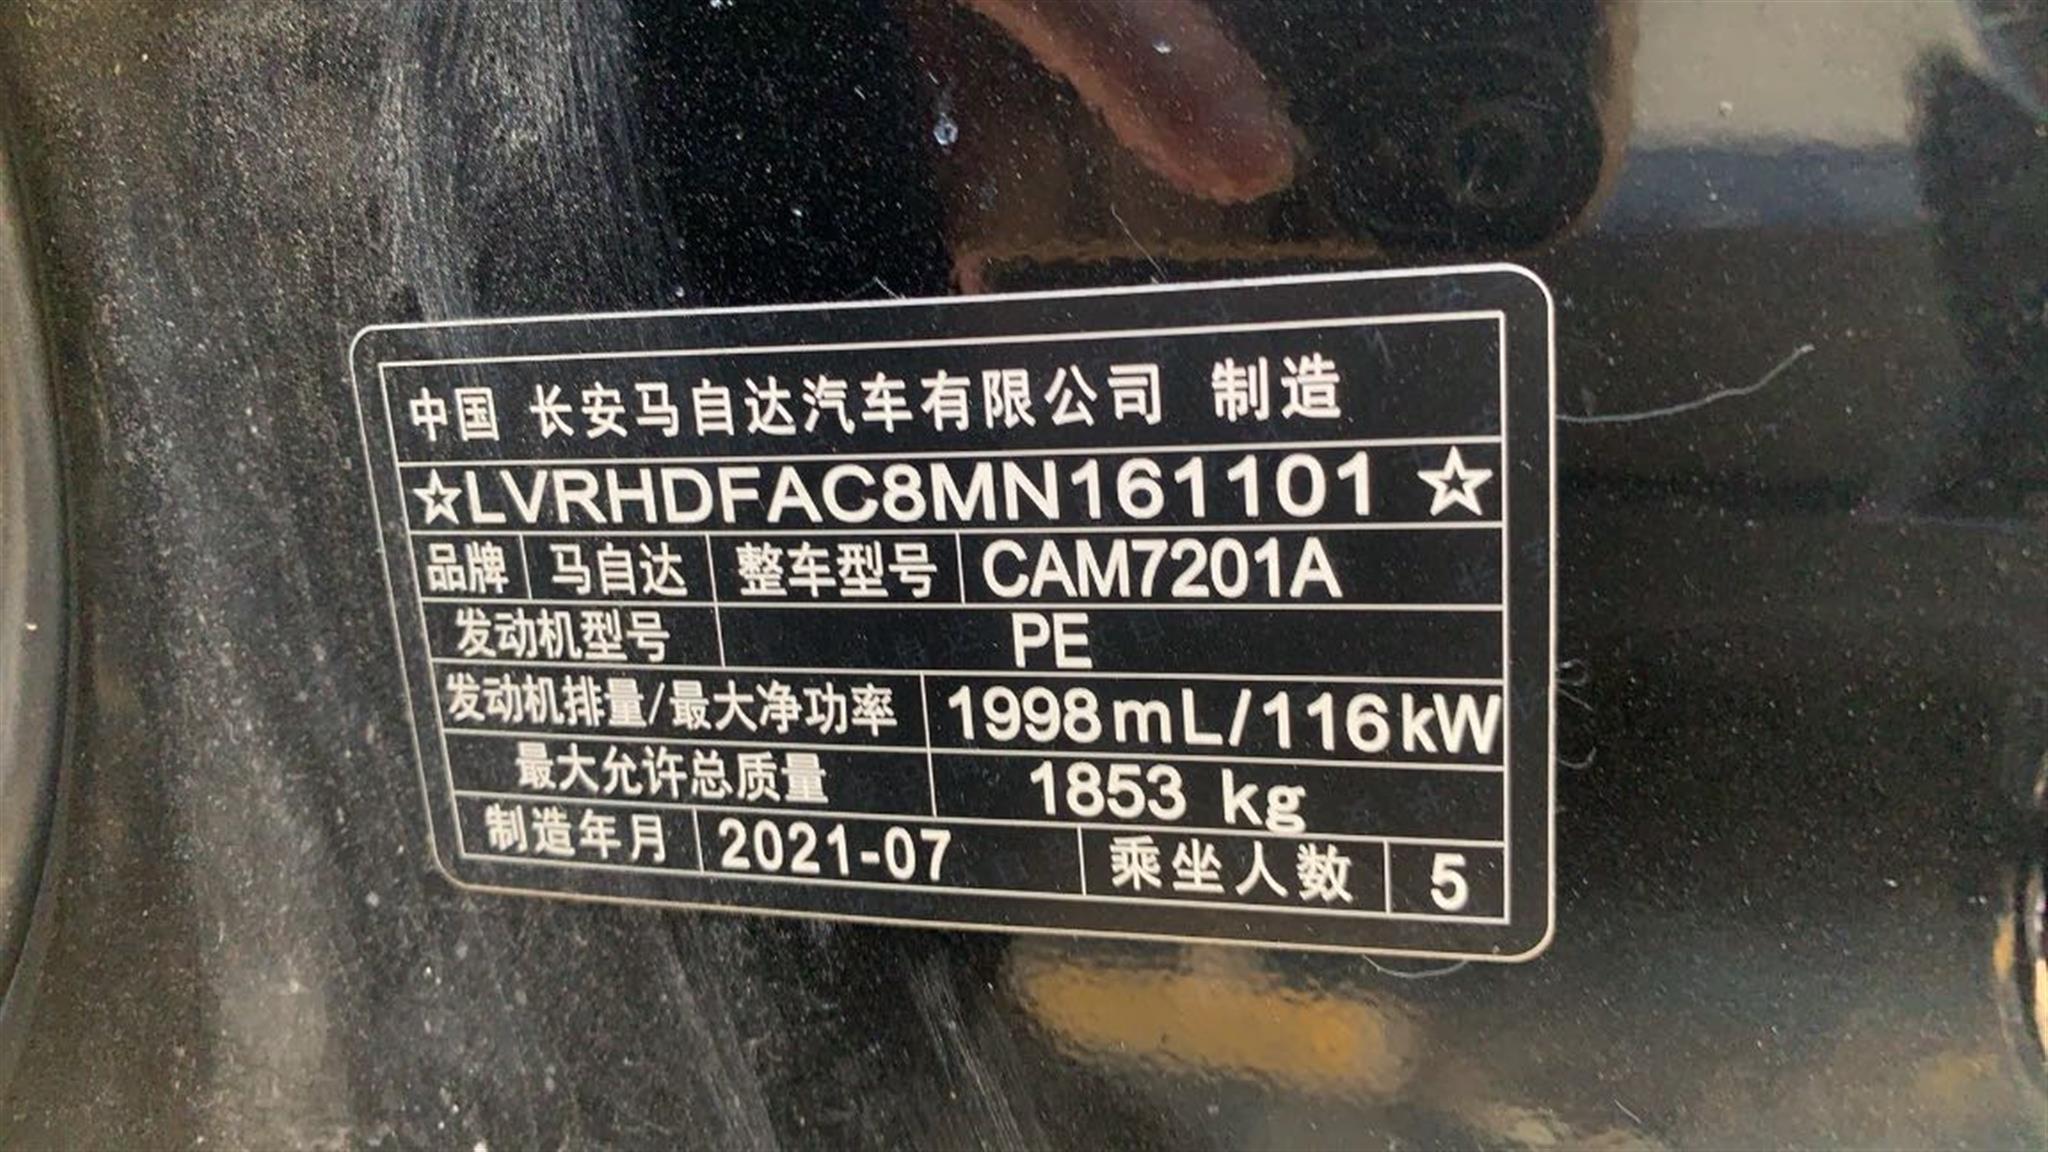 中国 长安马自达汽车有限公司 制造
☆LVRHDFAC8MN161101☆
品牌 马自达 整车型号 CAM7201A
发动机型号 PE
发动机排量/最大净功率 1998mL/116kW
最大允许总质量 1853 kg
制造年月 2021-07 乘坐人数 5